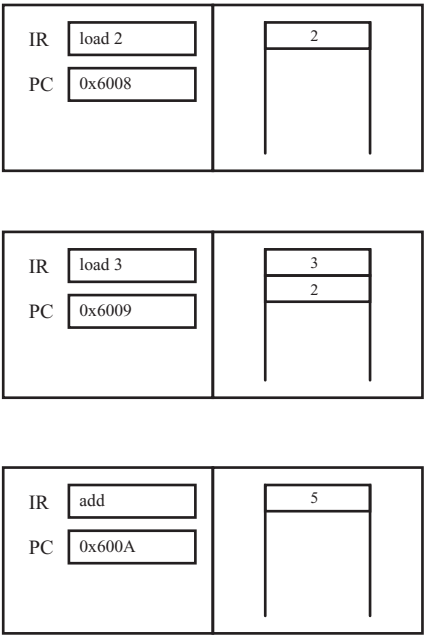 IR load 2 2
PC 0x6008
IR load 3 3
2
PC 0x6009
IR add 5
PC 0x600A